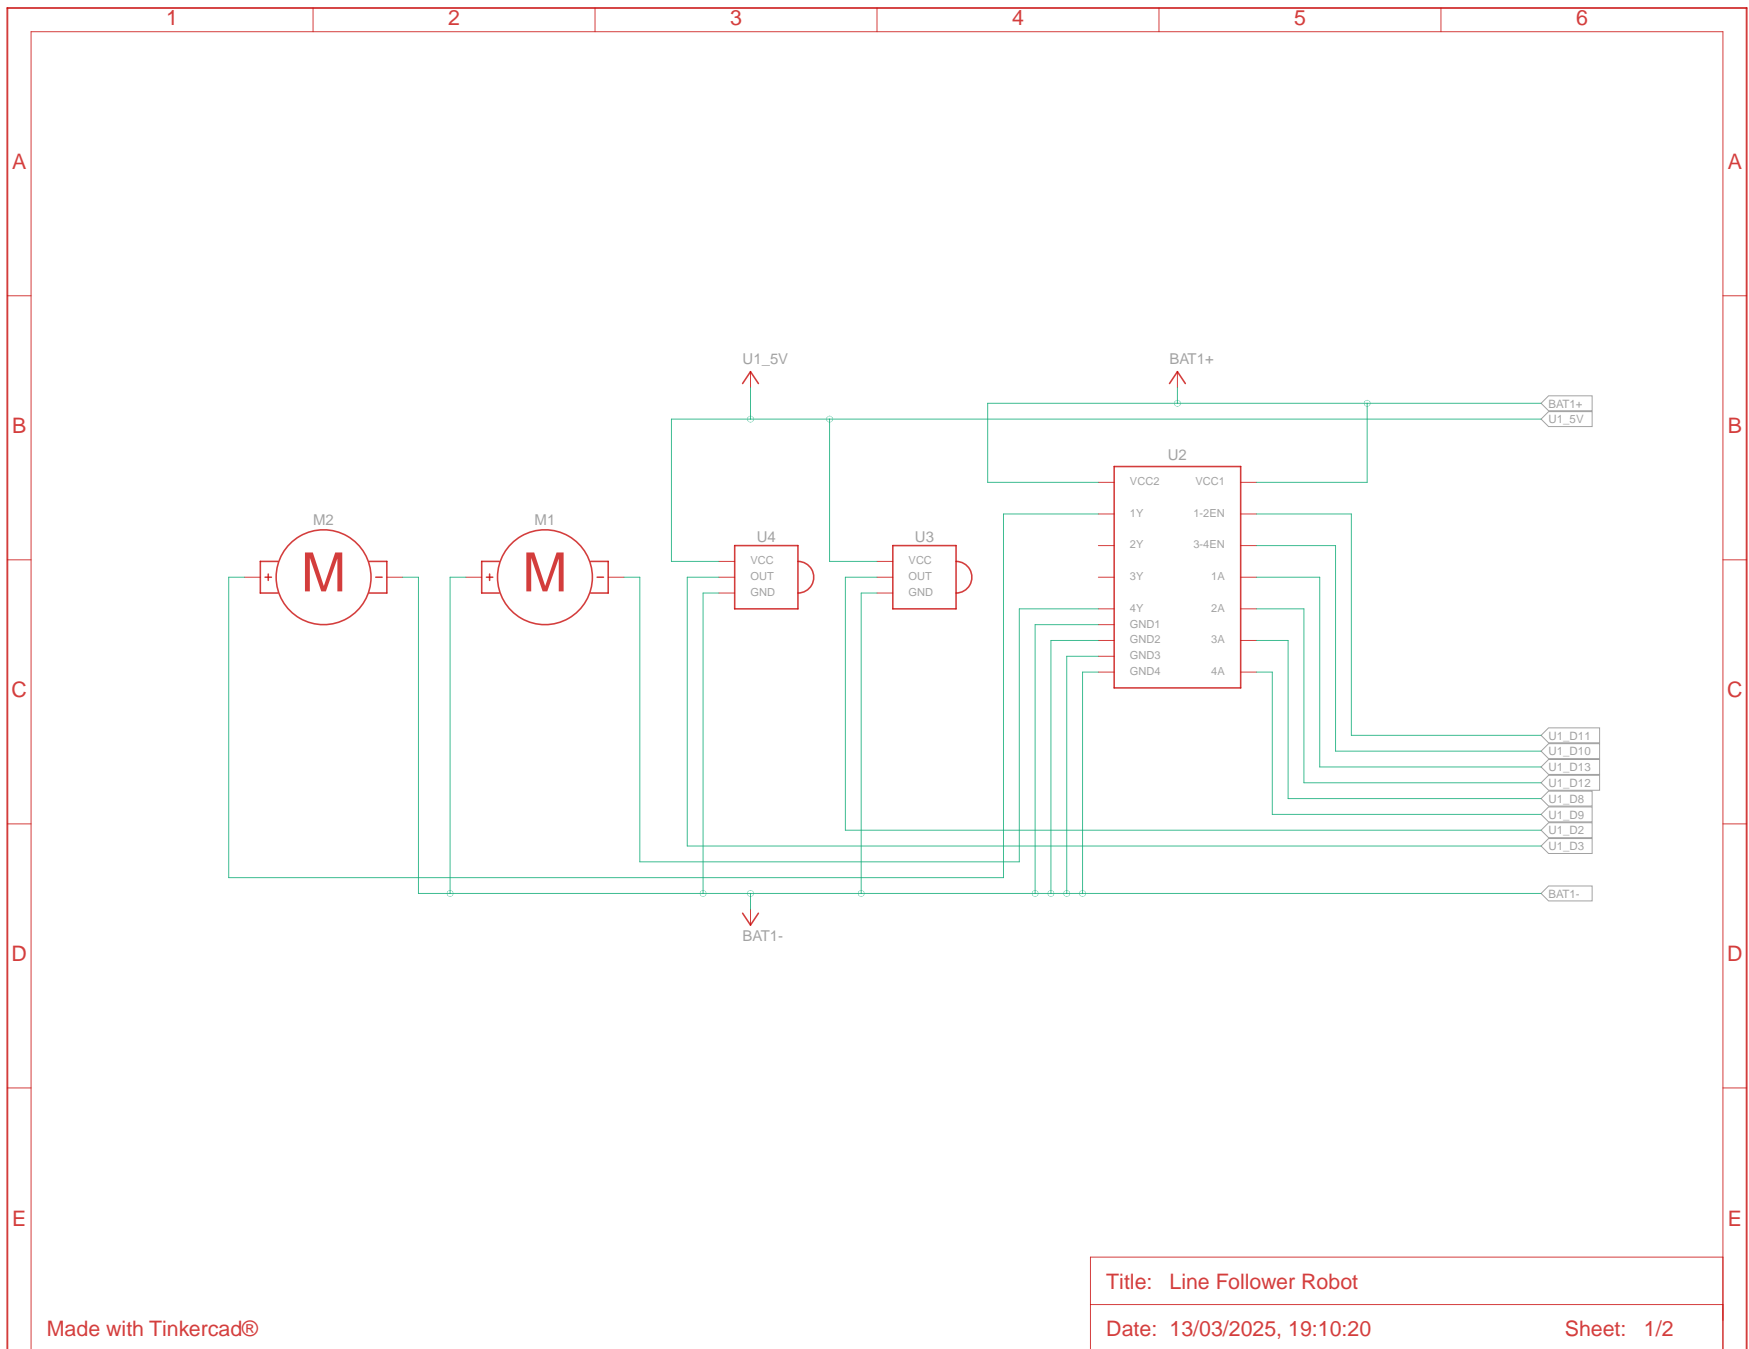 1 2 3 4 5 6
A A
U1_5V BAT1+
BAT1+
B B
U1_5V
U2
VCC2 VCC1
M2 M1 1Y 1-2EN
U4 U3 2Y 3-4EN
VCC VCC
M M + - + - OUT OUT 3Y 1A
GND GND
4Y 2A
GND1
GND2 3A
GND3
GND4 4A
C C
U1_D11
U1_D10
U1_D13
U1_D12
U1_D8
U1_D9
U1_D2
U1_D3
BAT1-
BAT1-
D D
E E
Title: Line Follower Robot
Made with Tinkercad®
Date: 13/03/2025, 19:10:20 Sheet: 1/2